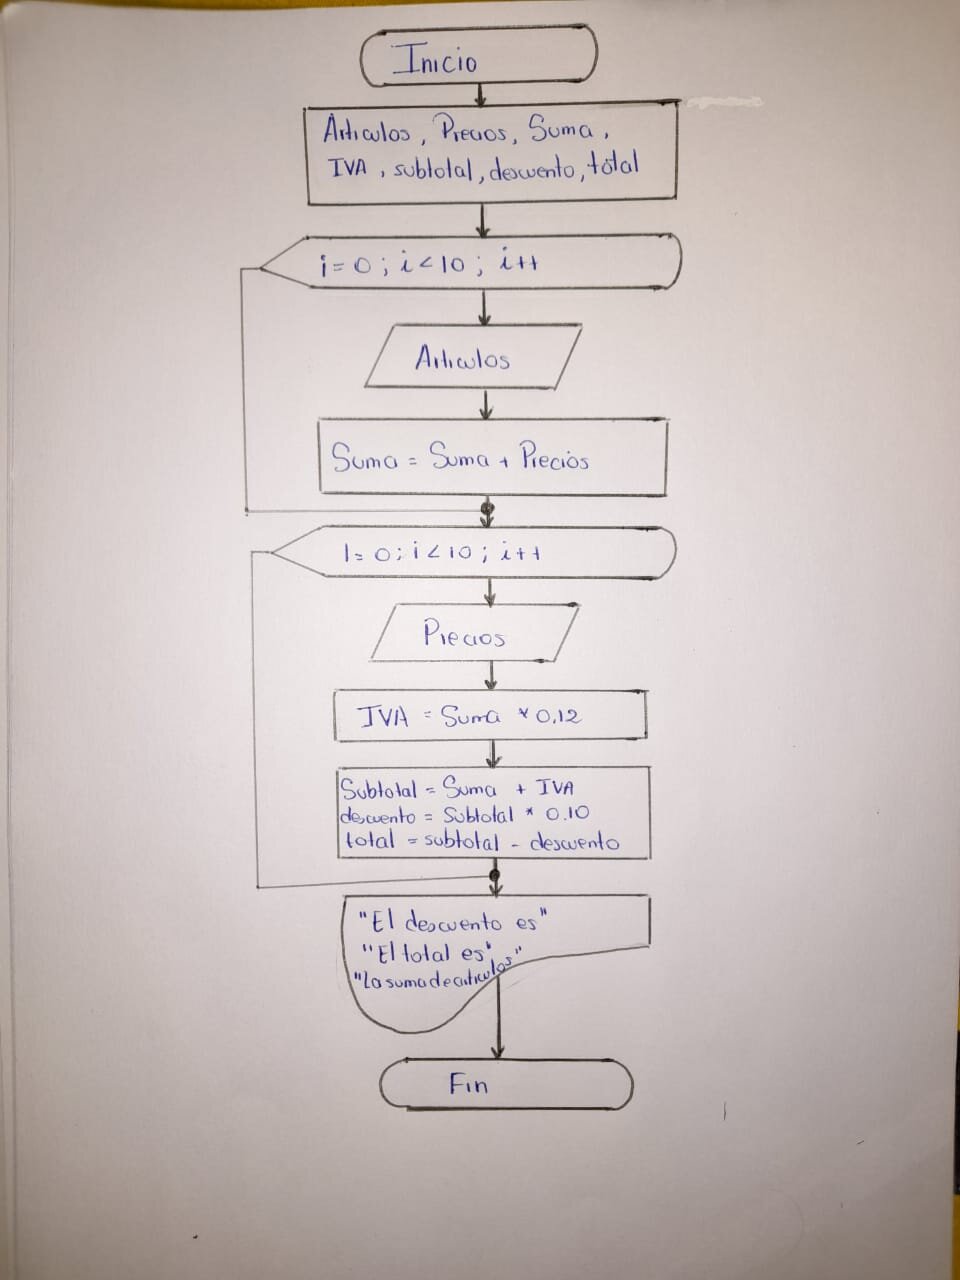 Inicio
Articulos, Precios, Suma,
IVA, subtotal, descuento, total
i = 0 ; i < 10 ; i++
Articulos
Suma = Suma + Precios
I = 0 ; i < 10 ; i++
Precios
IVA = Suma * 0.12
Subtotal = Suma + IVA
descuento = Subtotal * 0.10
total = subtotal - descuento
"El descuento es"
"El total es"
"La suma de articulos"
Fin